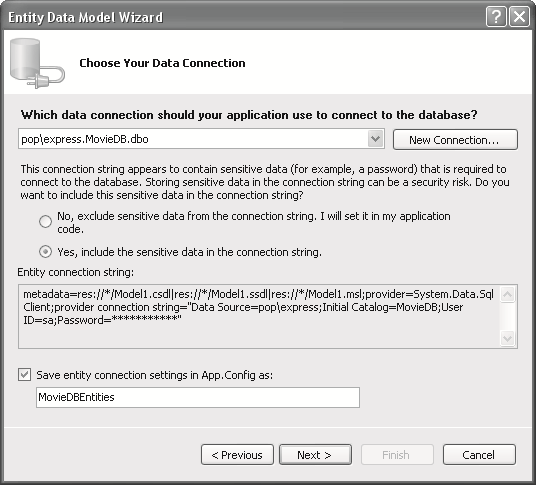 Entity Data Model Wizard
Choose Your Data Connection
Which data connection should your application use to connect to the database?
pop\express.MovieDB.dbo
New Connection...
This connection string appears to contain sensitive data (for example, a password) that is required to
connect to the database. Storing sensitive data in the connection string can be a security risk. Do you
want to include this sensitive data in the connection string?
No, exclude sensitive data from the connection string. I will set it in my application
code.
Yes, include the sensitive data in the connection string.
Entity connection string:
metadata=res://*/Model1.csdl|res://*/Model1.ssdl|res://*/Model1.msl;provider=System.Data.Sql
Client;provider connection string="Data Source=pop\express;Initial Catalog=MovieDB;User
ID=sa;Password=***********"
Save entity connection settings in App.Config as:
MovieDBEntities
< Previous
Next >
Finish
Cancel